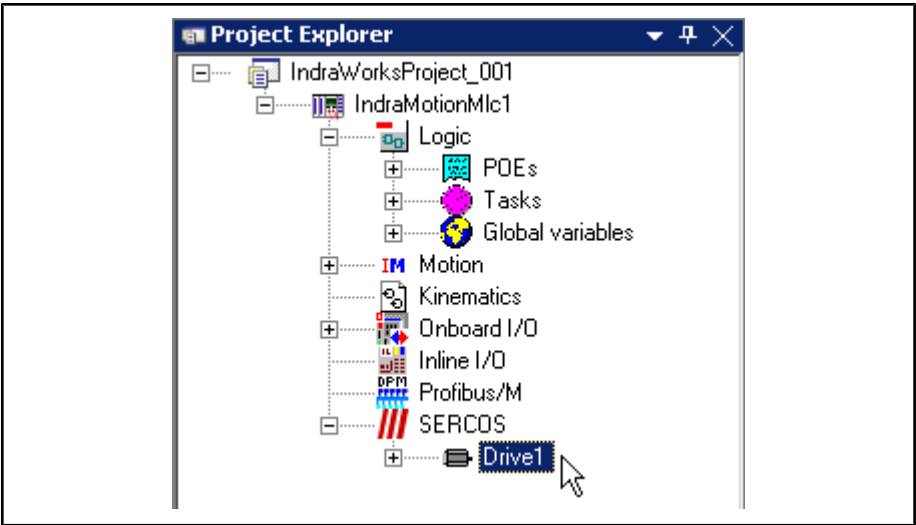 Project Explorer
IndraWorksProject_001
IndraMotionMlc1
Logic
POEs
Tasks
Global variables
IM Motion
Kinematics
Onboard I/O
Inline I/O
DPM
Profibus/M
SERCOS
Drive1